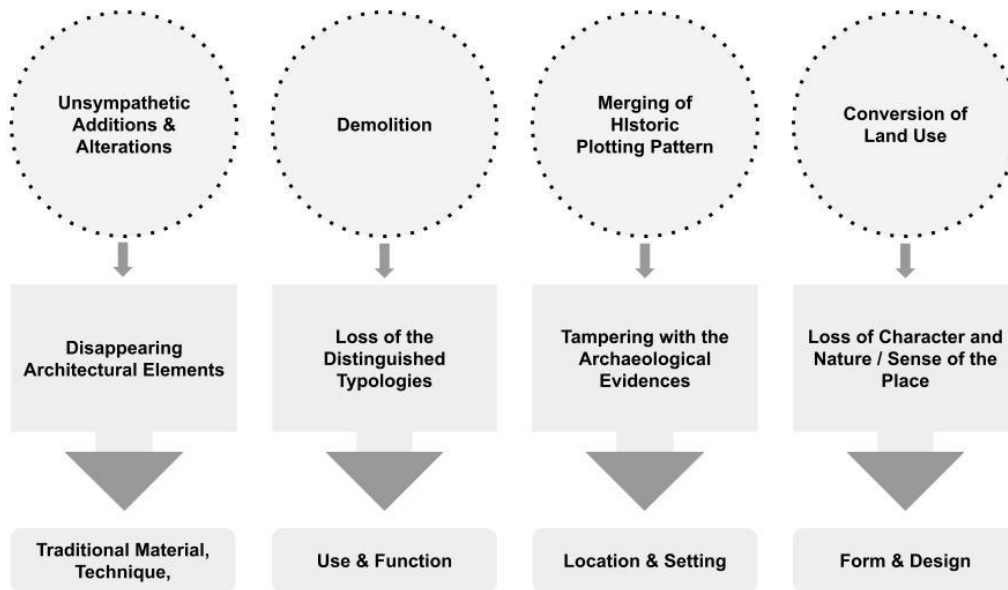 Unsympathetic
Additions &
Alterations
Demolition
Merging of
HIstoric
Plotting Pattern
Conversion of
Land Use
Disappearing
Architectural Elements
Loss of the
Distinguished
Typologies
Tampering with the
Archaeological
Evidences
Loss of Character and
Nature / Sense of the
Place
Traditional Material,
Technique,
Use & Function
Location & Setting
Form & Design